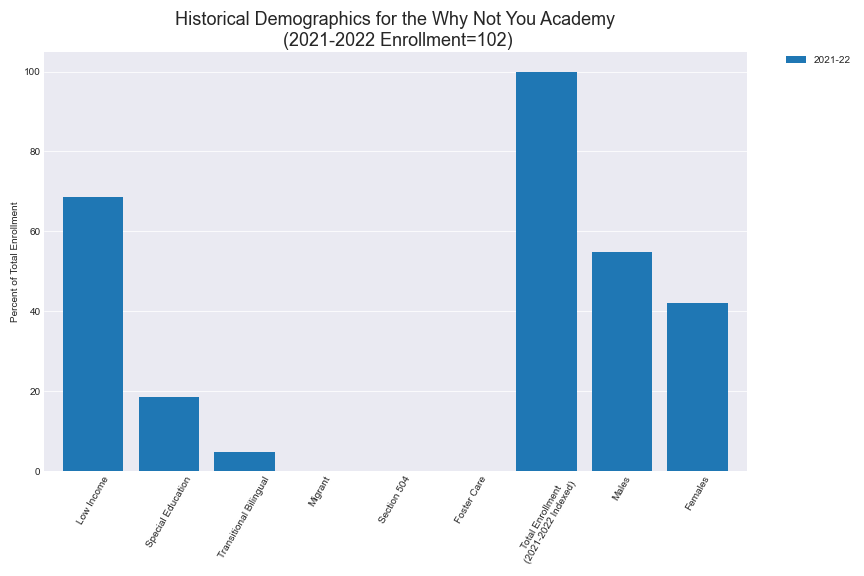 Historical Demographics for the Why Not You Academy
(2021-2022 Enrollment=102)
2021-22
Percent of Total Enrollment
100
80
60
40
20
0
Low Income
Special Education
Transitional Bilingual
Migrant
Section 504
Foster Care
Total Enrollment
(2021-2022 Indexed)
Males
Females